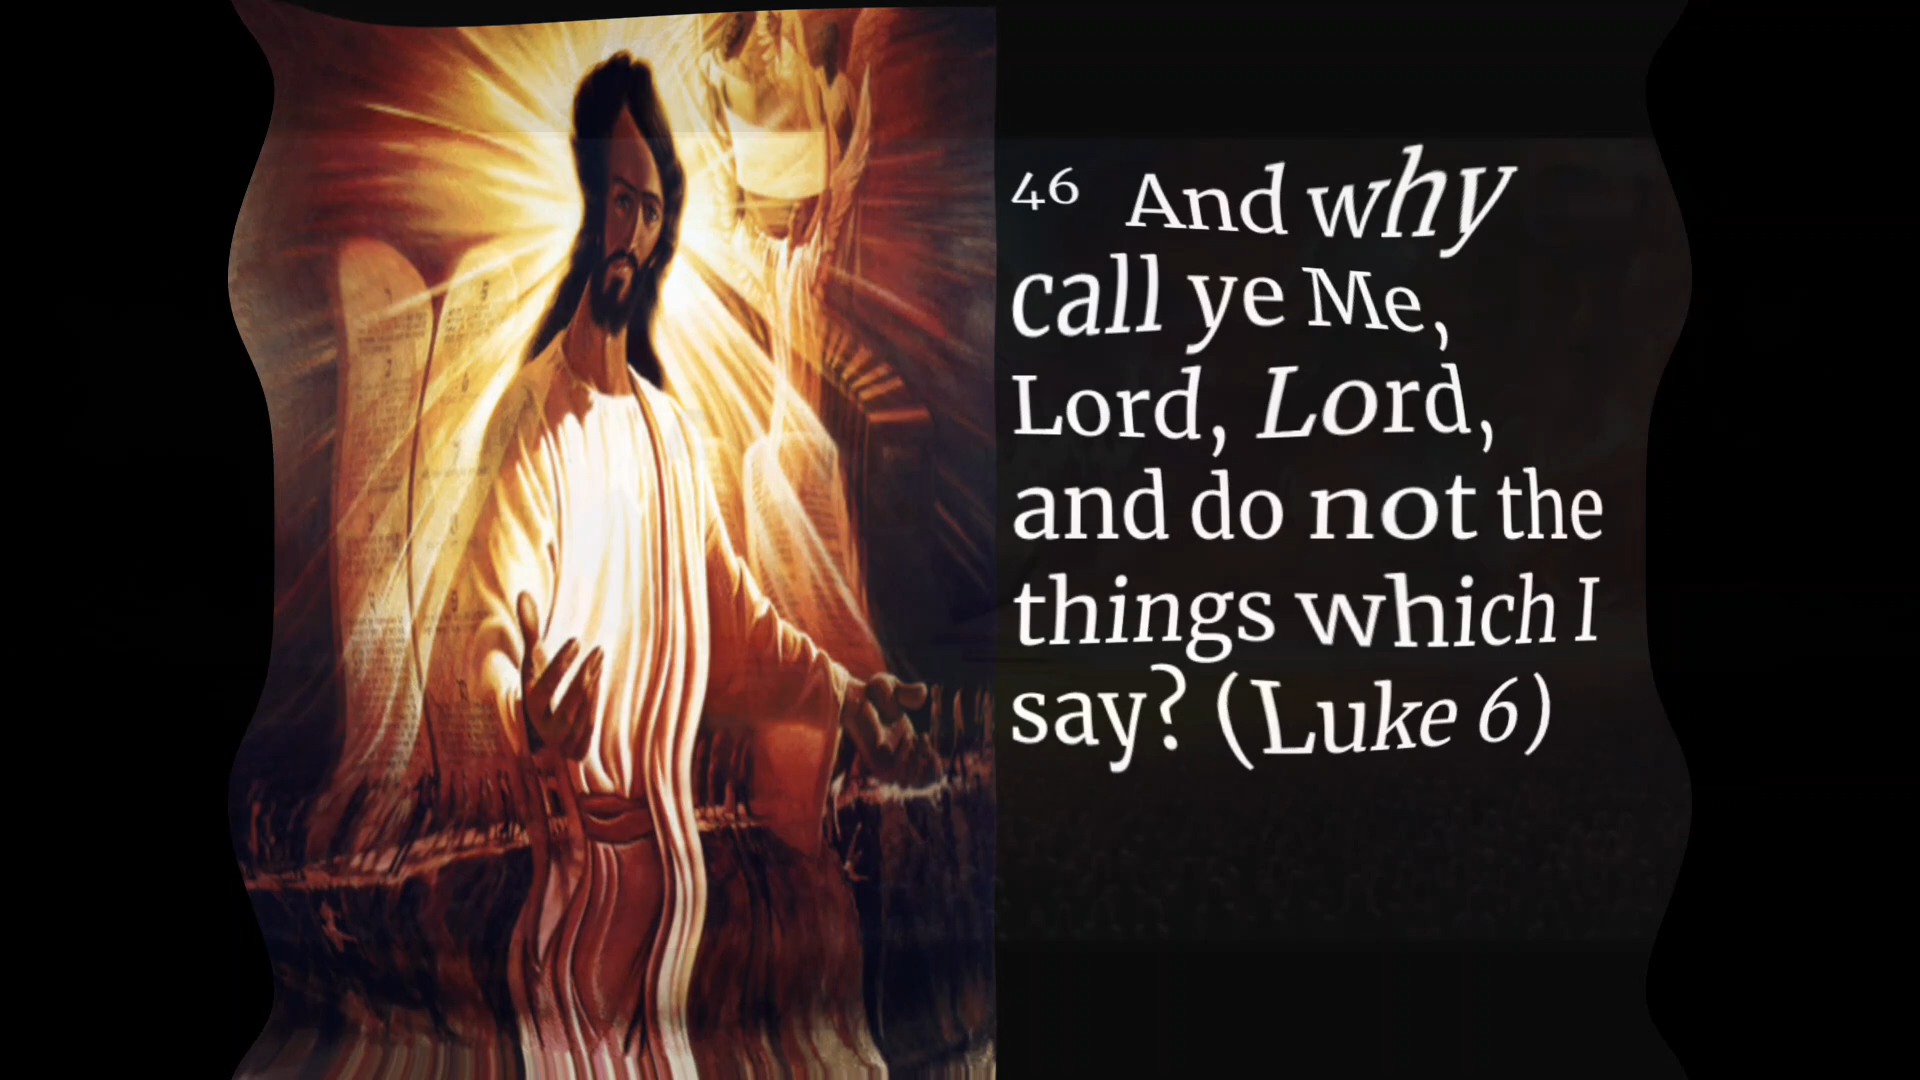 46 And why
call ye Me,
Lord, Lord,
and do not the
things which I
say? (Luke 6)